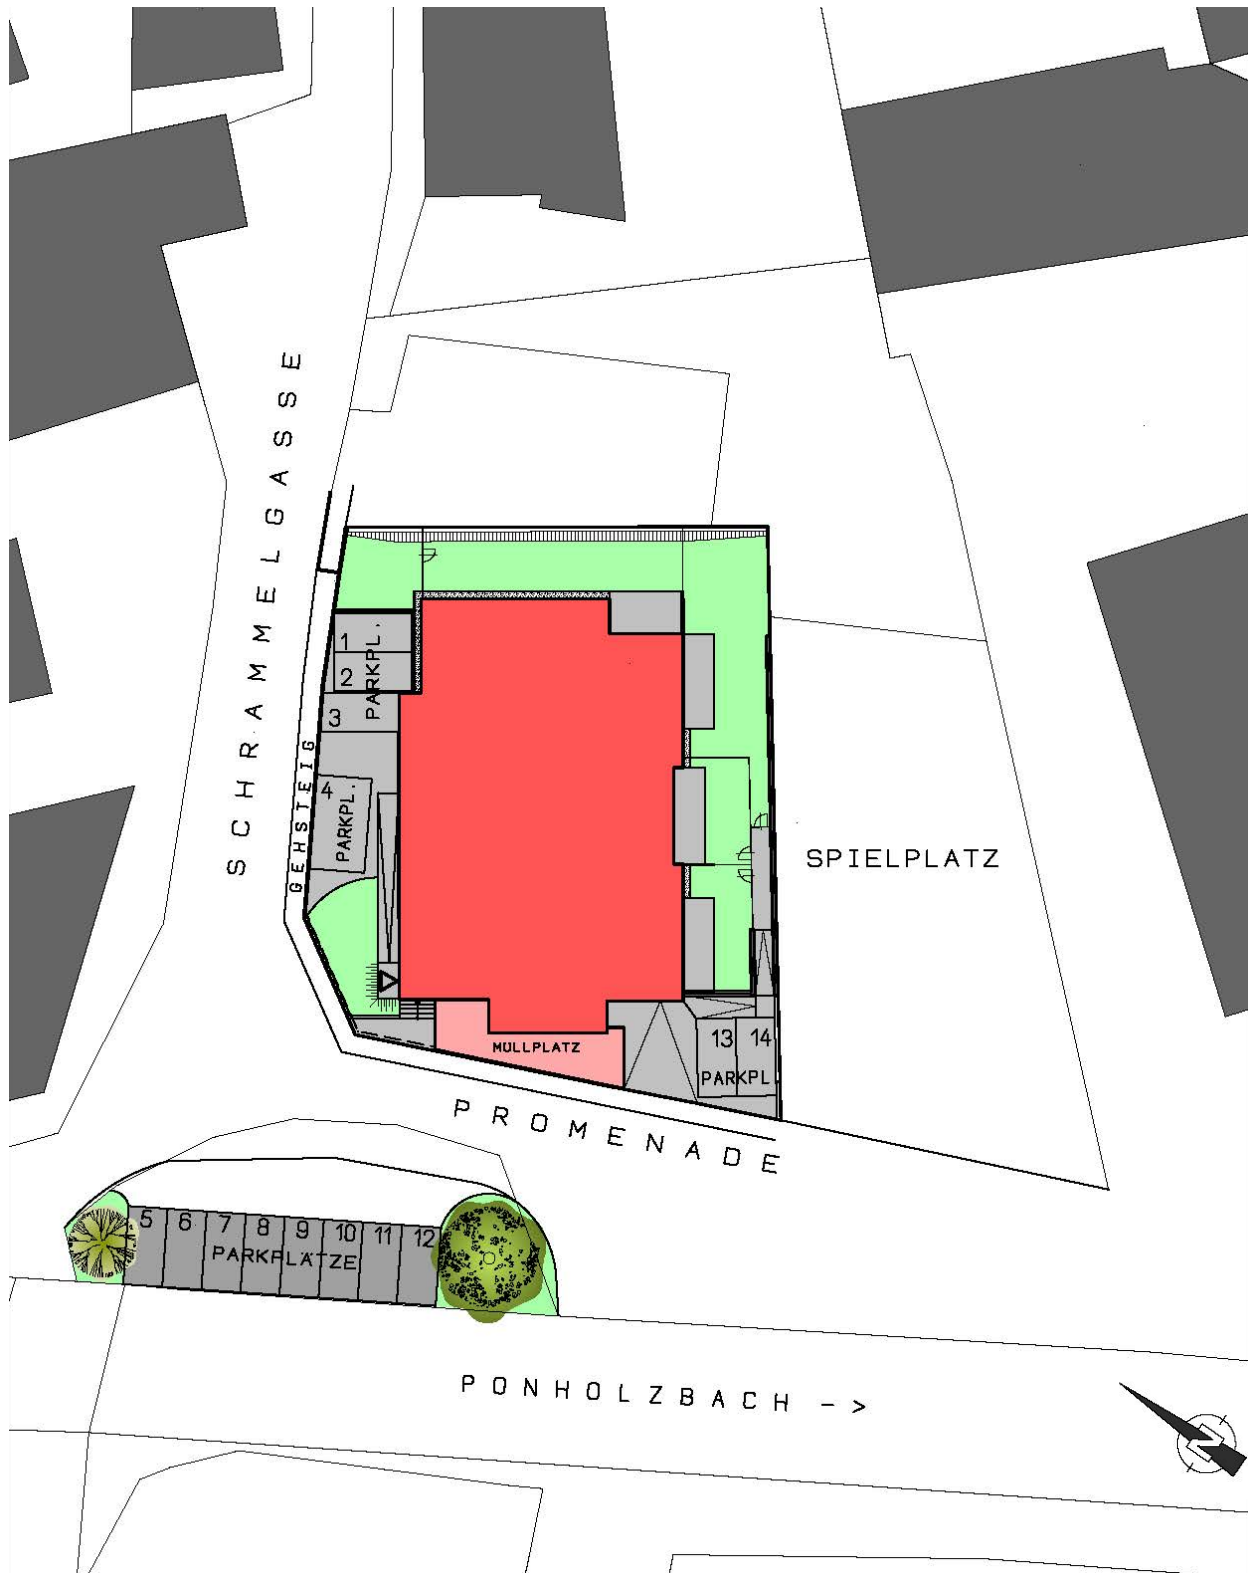 SCHRAMMELGASSE
1
2
PARKPL.
3
GEHSTEIG
4
PARKPL.
SPIELPLATZ
13 14
MÜLLPLATZ
PARKPL.
PROMENADE
5 6 7 8 9 10 11 12
PARKPLÄTZE
PONHOLZBACH ->
N